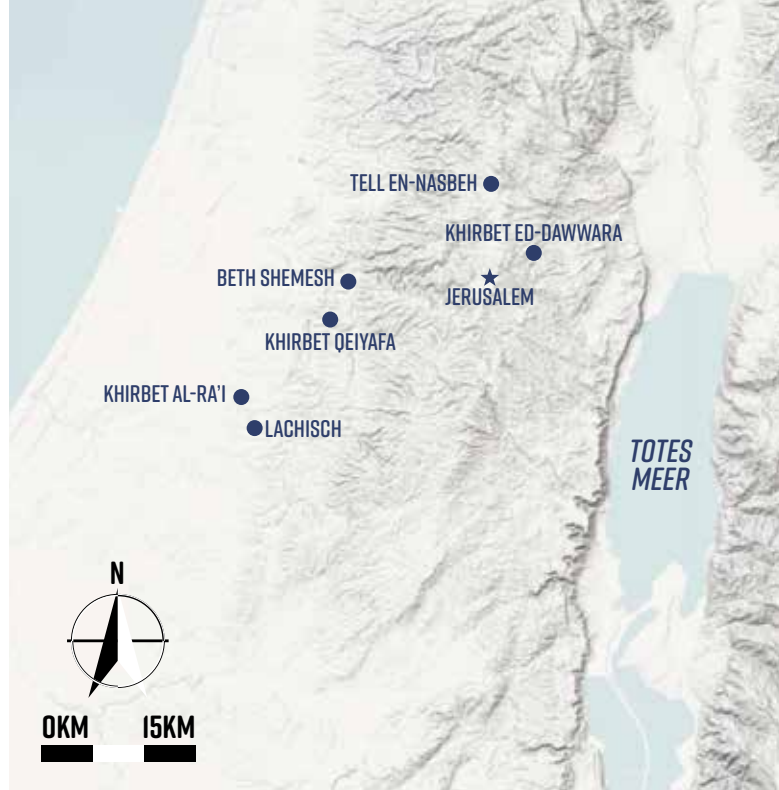 TELL EN-NASBEH
KHIRBET ED-DAWWARA
BETH SHEMESH
JERUSALEM
KHIRBET QEIYAFA
KHIRBET AL-RA'I
LACHISCH
TOTES
MEER
N
0KM 15KM